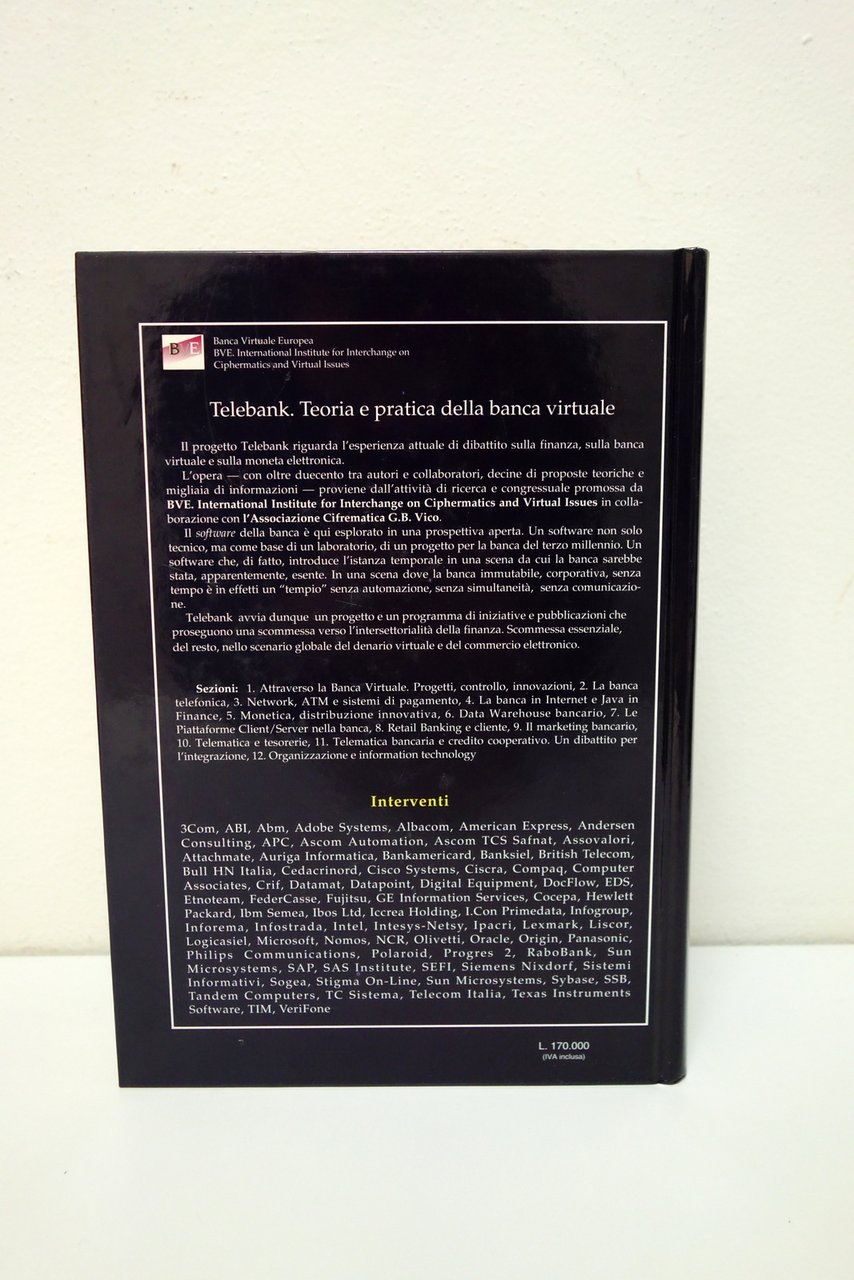 B E
Banca Virtuale Europea
BVE. International Institute for Interchange on
Ciphermatics and Virtual Issues
Telebank. Teoria e pratica della banca virtuale
Il progetto Telebank riguarda l'esperienza attuale di dibattito sulla finanza, sulla banca
virtuale e sulla moneta elettronica.
L'opera — con oltre duecento tra autori e collaboratori, decine di proposte teoriche e
migliaia di informazioni — proviene dall'attività di ricerca e congressuale promossa da
BVE. International Institute for Interchange on Ciphermatics and Virtual Issues in colla-
borazione con l'Associazione Cifrematica G.B. Vico.
Il software della banca è qui esplorato in una prospettiva aperta. Un software non solo
tecnico, ma come base di un laboratorio, di un progetto per la banca del terzo millennio. Un
software che, di fatto, introduce l'istanza temporale in una scena da cui la banca sarebbe
stata, apparentemente, esente. In una scena dove la banca immutabile, corporativa, senza
tempo è in effetti un "tempio" senza automazione, senza simultaneità, senza comunicazio-
ne.
Telebank avvia dunque un progetto e un programma di iniziative e pubblicazioni che
proseguono una scommessa verso l'intersettorialità della finanza. Scommessa essenziale,
del resto, nello scenario globale del denario virtuale e del commercio elettronico.
Sezioni: 1. Attraverso la Banca Virtuale. Progetti, controllo, innovazioni, 2. La banca
telefonica, 3. Network, ATM e sistemi di pagamento, 4. La banca in Internet e Java in
Finance, 5. Monetica, distribuzione innovativa, 6. Data Warehouse bancario, 7. Le
Piattaforme Client/Server nella banca, 8. Retail Banking e cliente, 9. Il marketing bancario,
10. Telematica e tesorerie, 11. Telematica bancaria e credito cooperativo. Un dibattito per
l'integrazione, 12. Organizzazione e information technology
Interventi
3Com, ABI, Abm, Adobe Systems, Albacom, American Express, Andersen
Consulting, APC, Ascom Automation, Ascom TCS Safnat, Assovalori,
Attachmate, Auriga Informatica, Bankamericard, Banksiel, British Telecom,
Bull HN Italia, Cedacrinord, Cisco Systems, Ciscra, Compaq, Computer
Associates, Crif, Datamat, Datapoint, Digital Equipment, DocFlow, EDS,
Etnoteam, FederCasse, Fujitsu, GE Information Services, Cocepa, Hewlett
Packard, Ibm Semea, Ibos Ltd, Iccrea Holding, I.Con Primedata, Infogroup,
Inforema, Infostrada, Intel, Intesys-Netsy, Ipacri, Lexmark, Liscor,
Logicasiel, Microsoft, Nomos, NCR, Olivetti, Oracle, Origin, Panasonic,
Philips Communications, Polaroid, Progres 2, RaboBank, Sun
Microsystems, SAP, SAS Institute, SEFI, Siemens Nixdorf, Sistemi
Informativi, Sogea, Stigma On-Line, Sun Microsystems, Sybase, SSB,
Tandem Computers, TC Sistema, Telecom Italia, Texas Instruments
Software, TIM, VeriFone
L. 170.000
(IVA inclusa)